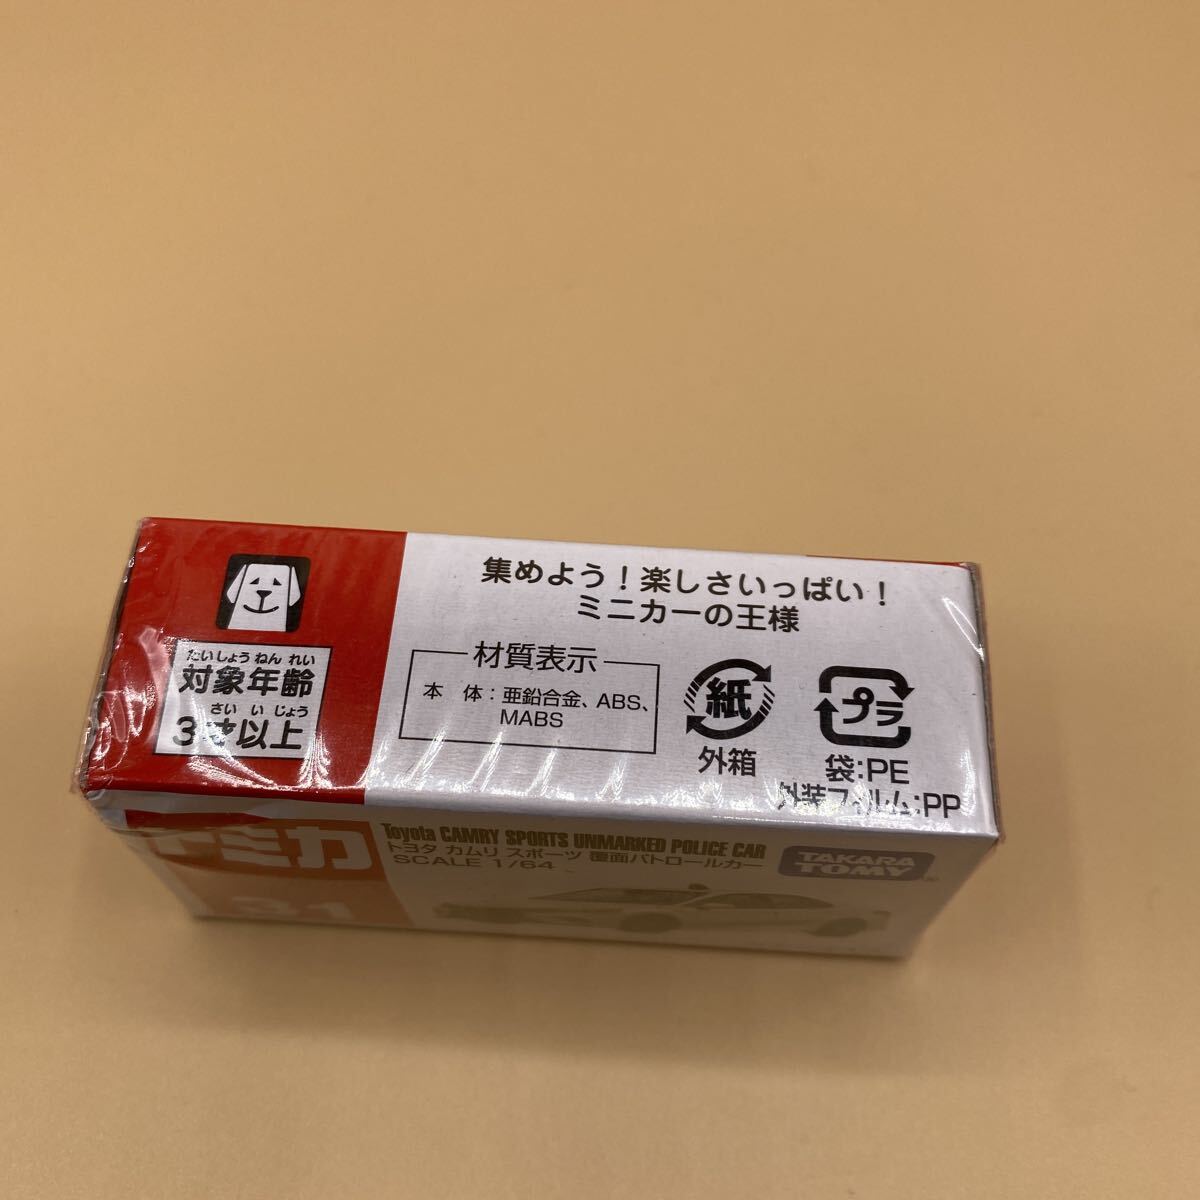 たいしょう ねん れい
対象年齢
さい い じょう
3才以上
集めよう！楽しさいっぱい！
ミニカーの王様
材質表示
本 体：亜鉛合金、ABS、
MABS
紙
外箱
プラ
袋:PE
外装フィルム:PP
トミカ
31
Toyota CAMRY SPORTS UNMARKED POLICE CAR
トヨタ カムリ スポーツ 覆面パトロールカー
SCALE 1/64
TAKARA
TOMY®